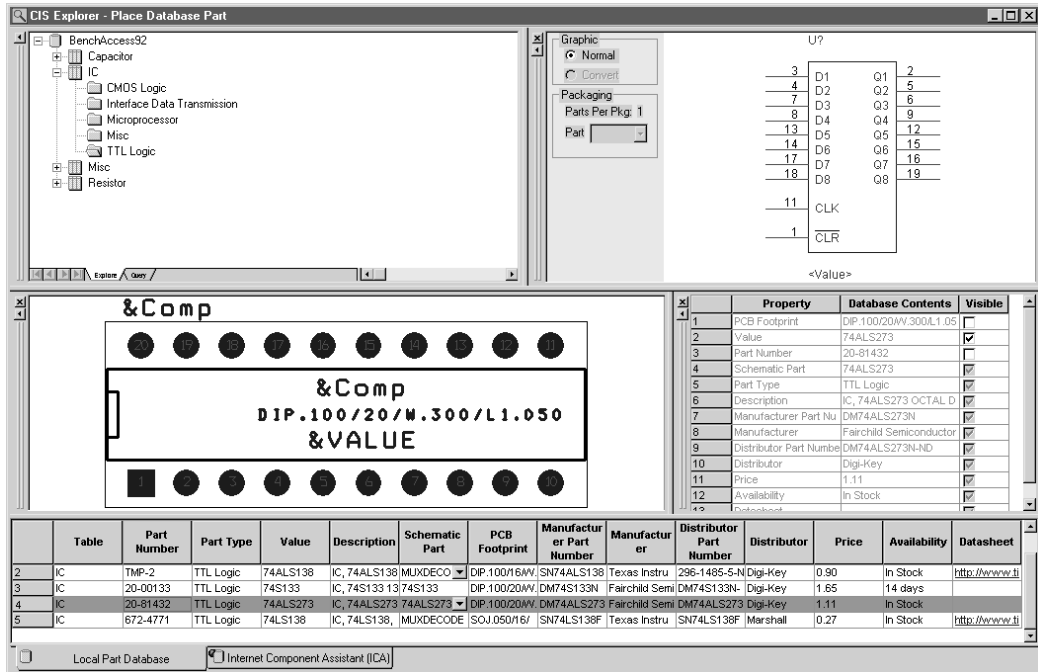 CIS Explorer - Place Database Part
BenchAccess92
Capacitor
IC
CMOS Logic
Interface Data Transmission
Microprocessor
Misc
TTL Logic
Misc
Resistor
Explore Query
Graphic
Normal
Convert
Packaging
Parts Per Pkg: 1
Part
U?
3 D1 Q1 2
4 D2 Q2 5
7 D3 Q3 6
8 D4 Q4 9
13 D5 Q5 12
14 D6 Q6 15
17 D7 Q7 16
18 D8 Q8 19
11 CLK
1 CLR
<Value>
&Comp
20 19 18 17 16 15 14 13 12 11
&Comp
DIP.100/20/W.300/L1.050
&VALUE
1 2 3 4 5 6 7 8 9 10
Property Database Contents Visible
1 PCB Footprint DIP.100/20/W.300/L1.05
2 Value 74ALS273
3 Part Number 20-81432
4 Schematic Part 74ALS273
5 Part Type TTL Logic
6 Description IC, 74ALS273 OCTAL D
7 Manufacturer Part Nu DM74ALS273N
8 Manufacturer Fairchild Semiconductor
9 Distributor Part Numbe DM74ALS273N-ND
10 Distributor Digi-Key
11 Price 1.11
12 Availability In Stock
Table Part Number Part Type Value Description Schematic Part PCB Footprint Manufactur er Part Number Manufactur er Distributor Part Number Distributor Price Availability Datasheet
2 IC TMP-2 TTL Logic 74ALS138 IC, 74ALS138 MUXDECO DIP.100/16/W. SN74ALS138 Texas Instru 296-1485-5-N Digi-Key 0.90 In Stock http://www.ti
3 IC 20-00133 TTL Logic 74S133 IC, 74S133 13 74S133 DIP.100/20/W. DM74S133N Fairchild Semi DM74S133N- Digi-Key 1.65 14 days
4 IC 20-81432 TTL Logic 74ALS273 IC, 74ALS273 74ALS273 DIP.100/20/W. DM74ALS273 Fairchild Semi DM74ALS273 Digi-Key 1.11 In Stock
5 IC 672-4771 TTL Logic 74LS138 IC, 74LS138, MUXDECODE SOJ.050/16/ SN74LS138F Texas Instru SN74LS138F Marshall 0.27 In Stock http://www.ti
Local Part Database Internet Component Assistant (ICA)